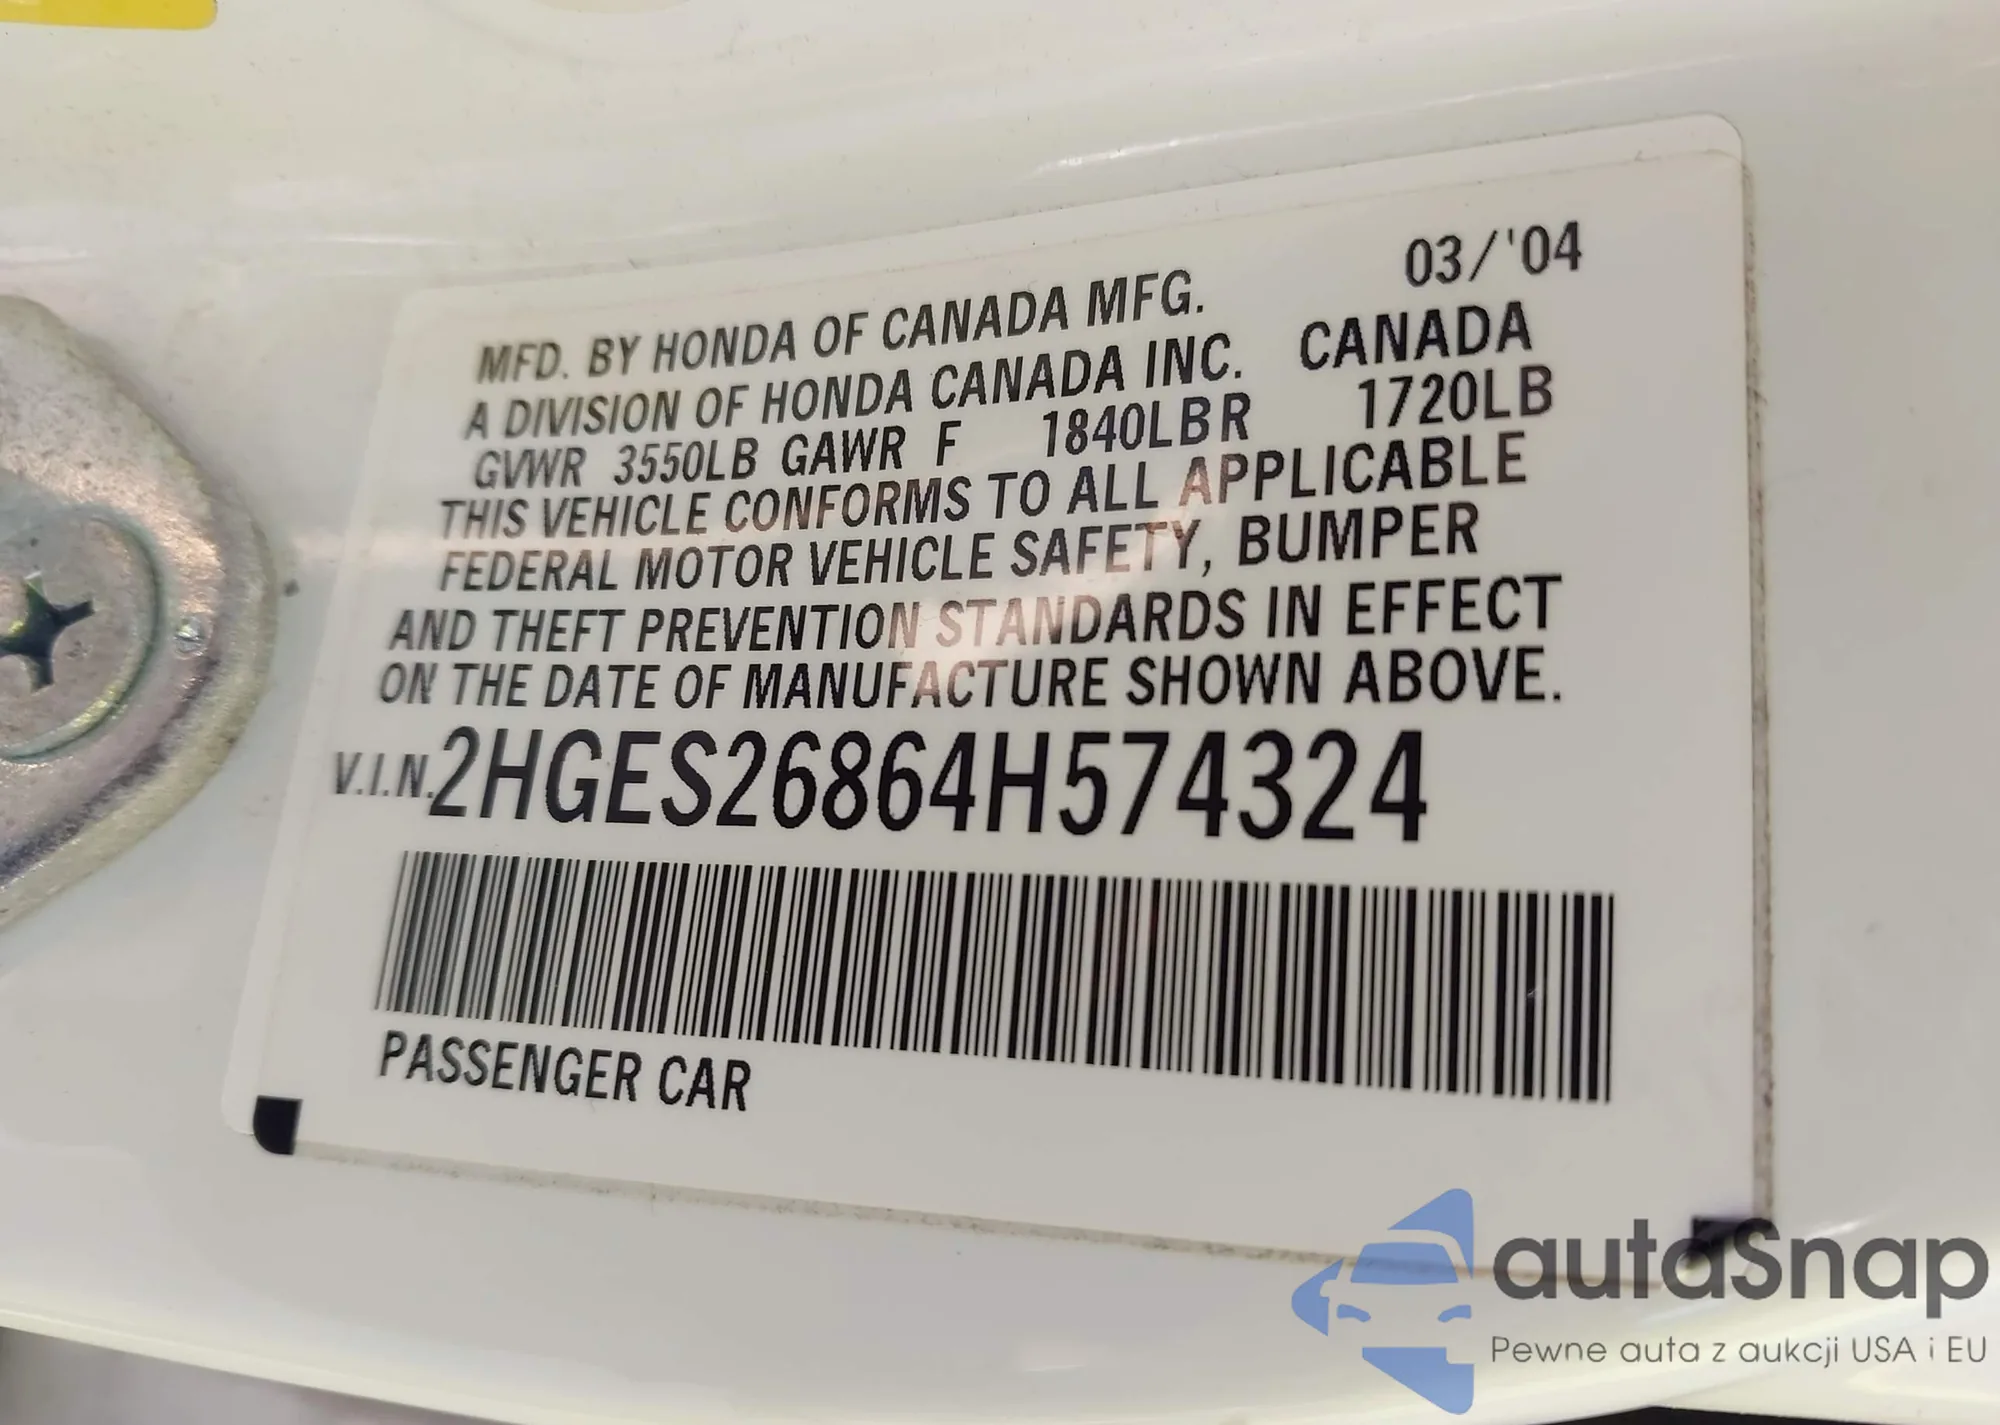 03/'04
MFD. BY HONDA OF CANADA MFG.
A DIVISION OF HONDA CANADA INC. CANADA
GVWR 3550LB GAWR F 1840LBR 1720LB
THIS VEHICLE CONFORMS TO ALL APPLICABLE
FEDERAL MOTOR VEHICLE SAFETY, BUMPER
AND THEFT PREVENTION STANDARDS IN EFFECT
ON THE DATE OF MANUFACTURE SHOWN ABOVE.
V.I.N.2HGES26864H574324
PASSENGER CAR
autoSnap
Pewne auta z aukcji USA i EU